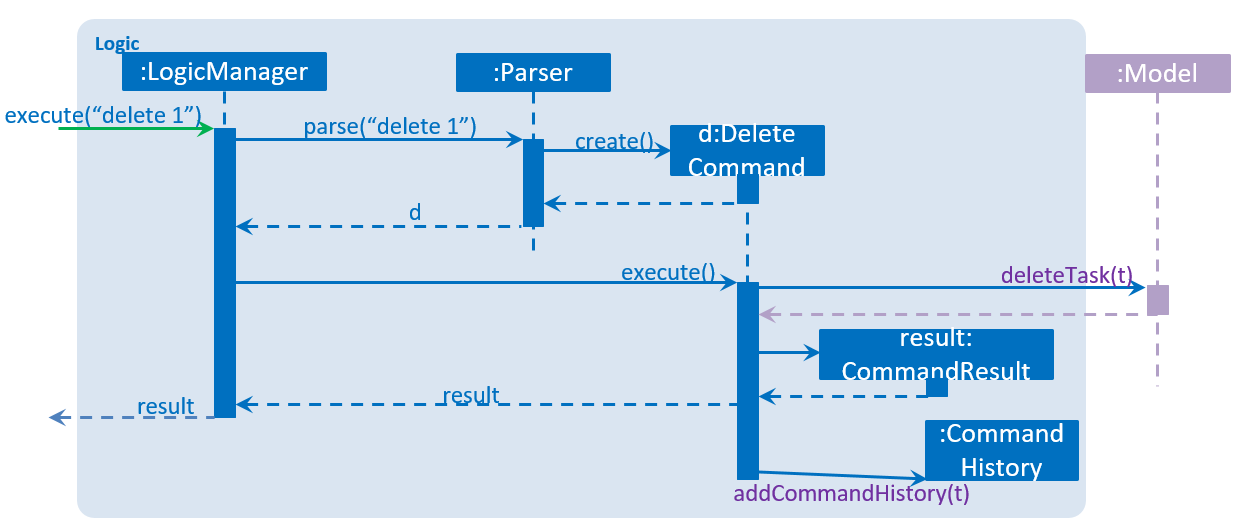 Logic
:LogicManager
:Parser
:Model
execute(“delete 1”)
parse(“delete 1”)
create()
d:Delete
Command
d
execute()
deleteTask(t)
result:
CommandResult
result
result
:Command
History
addCommandHistory(t)